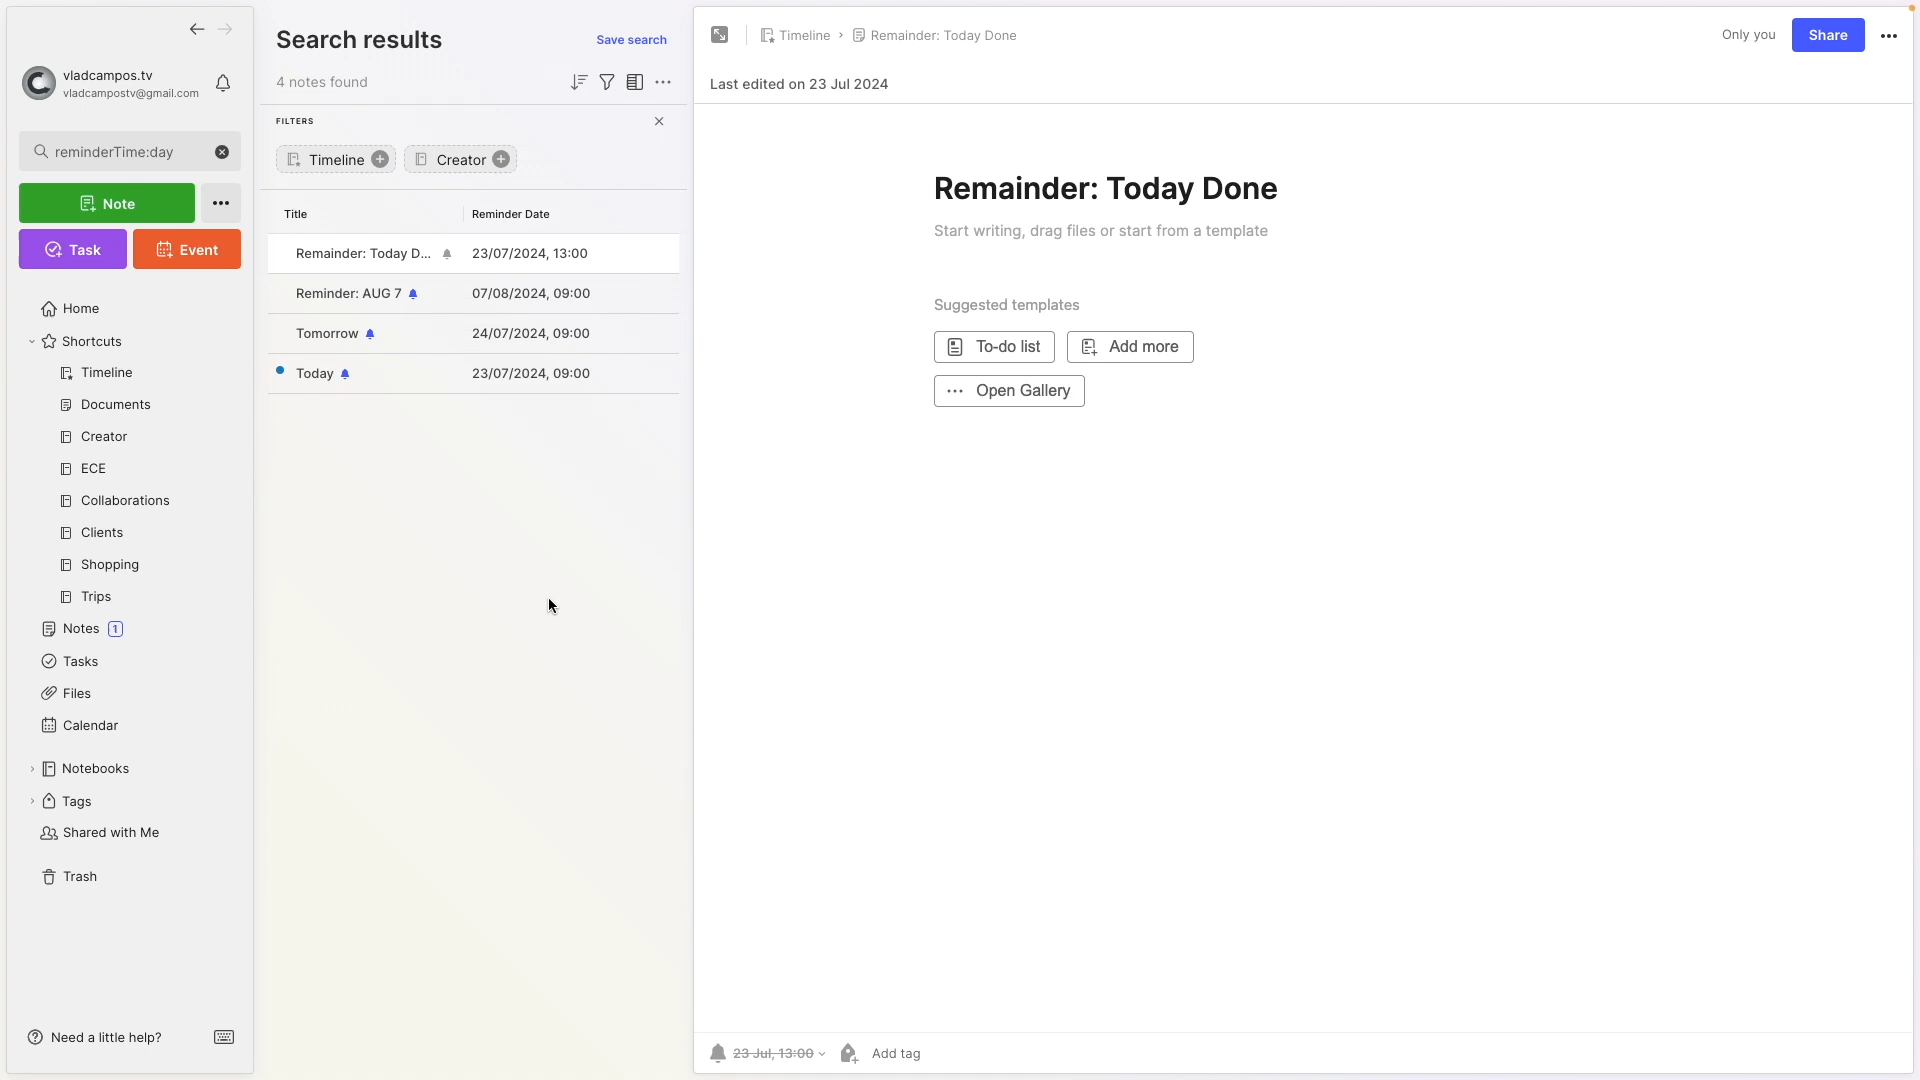 vladcampos.tv
vladcampostv@gmail.com
reminderTime:day
Note
Task
Event
Home
Shortcuts
Timeline
Documents
Creator
ECE
Collaborations
Clients
Shopping
Trips
Notes 1
Tasks
Files
Calendar
Notebooks
Tags
Shared with Me
Trash
Need a little help?
Search results
Save search
4 notes found
FILTERS
Timeline
Creator
Title
Reminder Date
Remainder: Today D... 23/07/2024, 13:00
Reminder: AUG 7 07/08/2024, 09:00
Tomorrow 24/07/2024, 09:00
Today 23/07/2024, 09:00
Timeline › Remainder: Today Done
Only you
Share
Last edited on 23 Jul 2024
Remainder: Today Done
Start writing, drag files or start from a template
Suggested templates
To-do list
Add more
Open Gallery
23 Jul, 13:00
Add tag